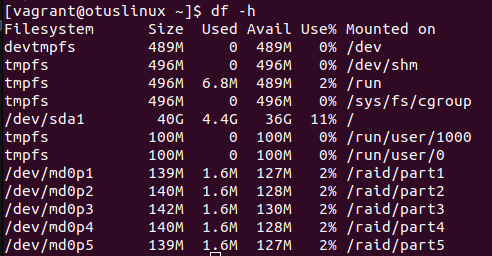 [vagrant@otuslinux ~]$ df -h
Filesystem      Size  Used Avail Use% Mounted on
devtmpfs        489M     0  489M   0% /dev
tmpfs           496M     0  496M   0% /dev/shm
tmpfs           496M  6.8M  489M   2% /run
tmpfs           496M     0  496M   0% /sys/fs/cgroup
/dev/sda1        40G  4.4G   36G  11% /
tmpfs           100M     0  100M   0% /run/user/1000
tmpfs           100M     0  100M   0% /run/user/0
/dev/md0p1      139M  1.6M  127M   2% /raid/part1
/dev/md0p2      140M  1.6M  128M   2% /raid/part2
/dev/md0p3      142M  1.6M  130M   2% /raid/part3
/dev/md0p4      140M  1.6M  128M   2% /raid/part4
/dev/md0p5      139M  1.6M  127M   2% /raid/part5